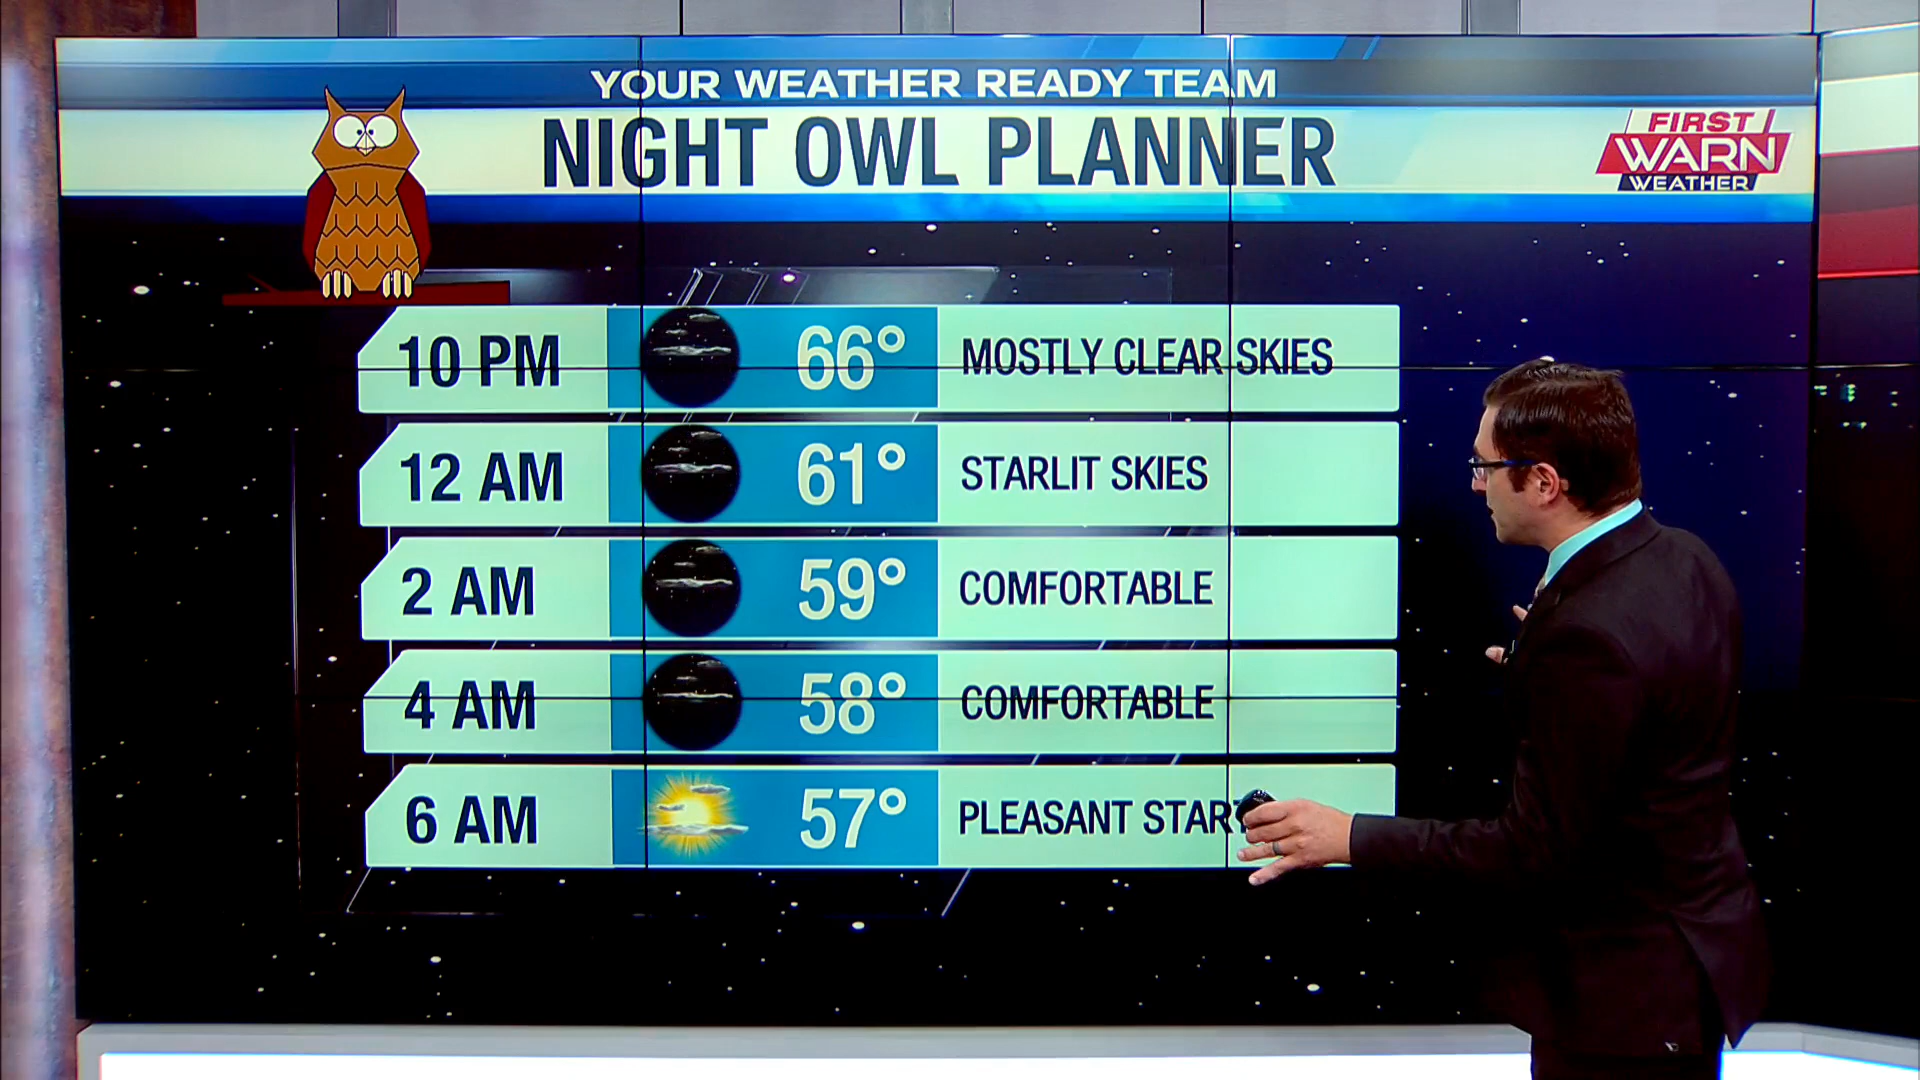 YOUR WEATHER READY TEAM
NIGHT OWL PLANNER
FIRST
WARN
WEATHER
10 PM 66° MOSTLY CLEAR SKIES
12 AM 61° STARLIT SKIES
2 AM 59° COMFORTABLE
4 AM 58° COMFORTABLE
6 AM 57° PLEASANT START